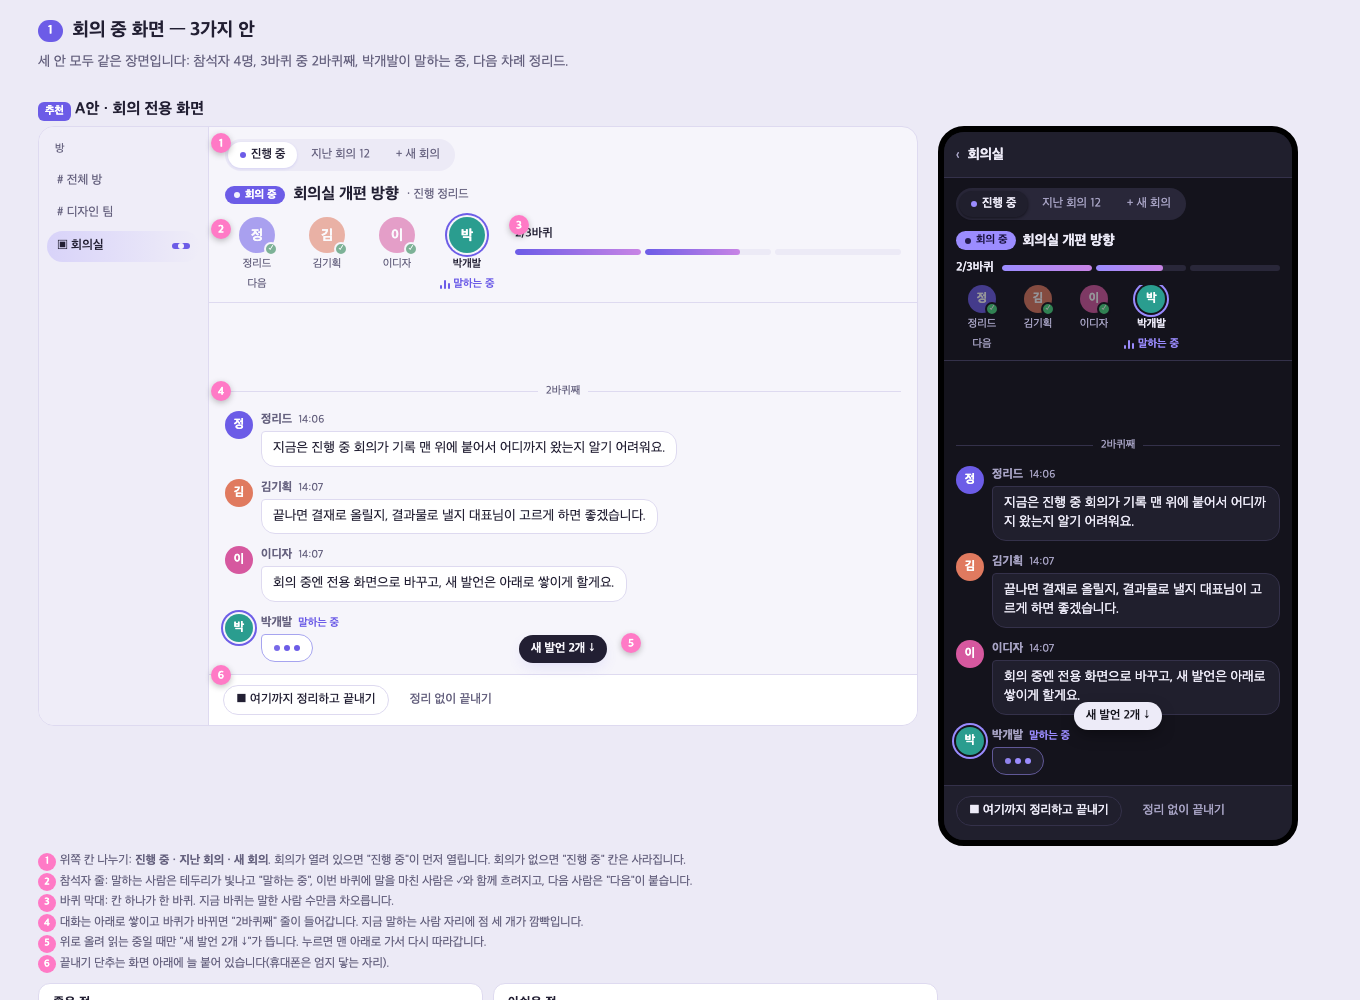 1 회의 중 화면 — 3가지 안
세 안 모두 같은 장면입니다: 참석자 4명, 3바퀴 중 2바퀴째, 박개발이 말하는 중, 다음 차례 정리드.
추천 A안 · 회의 전용 화면
방
# 전체 방
# 디자인 팀
▣ 회의실
1 진행 중 지난 회의 12 + 새 회의
회의 중 회의실 개편 방향 · 진행 정리드
2 정 김 이 박 3
정리드 김기획 이디자 박개발
다음 말하는 중
2/3바퀴
4 2바퀴째
정 정리드 14:06
지금은 진행 중 회의가 기록 맨 위에 붙어서 어디까지 왔는지 알기 어려워요.
김 김기획 14:07
끝나면 결재로 올릴지, 결과물로 낼지 대표님이 고르게 하면 좋겠습니다.
이 이디자 14:07
회의 중엔 전용 화면으로 바꾸고, 새 발언은 아래로 쌓이게 할게요.
박 박개발 말하는 중
새 발언 2개 ↓ 5
6
■ 여기까지 정리하고 끝내기 정리 없이 끝내기
‹ 회의실
진행 중 지난 회의 12 + 새 회의
회의 중 회의실 개편 방향
2/3바퀴
정 김 이 박
정리드 김기획 이디자 박개발
다음 말하는 중
2바퀴째
정 정리드 14:06
지금은 진행 중 회의가 기록 맨 위에 붙어서 어디까
지 왔는지 알기 어려워요.
김 김기획 14:07
끝나면 결재로 올릴지, 결과물로 낼지 대표님이 고
르게 하면 좋겠습니다.
이 이디자 14:07
회의 중엔 전용 화면으로 바꾸고, 새 발언은 아래로
쌓이게 할게요.
새 발언 2개 ↓
박 박개발 말하는 중
■ 여기까지 정리하고 끝내기 정리 없이 끝내기
1 위쪽 칸 나누기: 진행 중 · 지난 회의 · 새 회의. 회의가 열려 있으면 "진행 중"이 먼저 열립니다. 회의가 없으면 "진행 중" 칸은 사라집니다.
2 참석자 줄: 말하는 사람은 테두리가 빛나고 "말하는 중", 이번 바퀴에 말을 마친 사람은 ✓와 함께 흐려지고, 다음 사람은 "다음"이 붙습니다.
3 바퀴 막대: 칸 하나가 한 바퀴. 지금 바퀴는 말한 사람 수만큼 차오릅니다.
4 대화는 아래로 쌓이고 바퀴가 바뀌면 "2바퀴째" 줄이 들어갑니다. 지금 말하는 사람 자리에 점 세 개가 깜빡입니다.
5 위로 올려 읽는 중일 때만 "새 발언 2개 ↓"가 뜹니다. 누르면 맨 아래로 가서 다시 따라갑니다.
6 끝내기 단추는 화면 아래에 늘 붙어 있습니다(휴대폰은 엄지 닿는 자리).